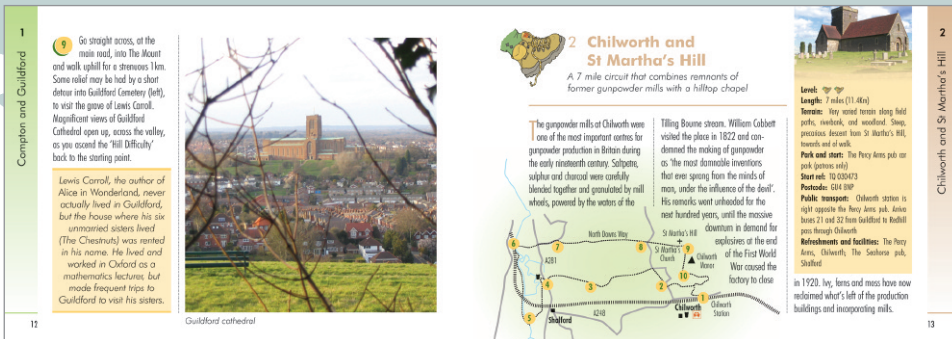 1
Compton and Guildford
9
Go straight across, at the
main road, into The Mount
and walk uphill for a strenuous 1km.
Some relief may be had by a short
detour into Guildford Cemetery (left),
to visit the grave of Lewis Carroll.
Magnificent views of Guildford
Cathedral open up, across the valley,
as you ascend the 'Hill Difficulty'
back to the starting point.
Lewis Carroll, the author of
Alice in Wonderland, never
actually lived in Guildford,
but the house where his six
unmarried sisters lived
(The Chestnuts) was rented
in his name. He lived and
worked in Oxford as a
mathematics lecturer, but
made frequent trips to
Guildford to visit his sisters.
12
Guildford cathedral
2 Chilworth and
St Martha's Hill
A 7 mile circuit that combines remnants of
former gunpowder mills with a hilltop chapel
The gunpowder mills at Chilworth were
one of the most important centres for
gunpowder production in Britain during
the early nineteenth century. Saltpetre,
sulphur and charcoal were carefully
blended together and granulated by mill
wheels, powered by the waters of the
Tilling Bourne stream. William Cobbett
visited the place in 1822 and con-
demned the making of gunpowder
as 'the most damnable inventions
that ever sprang from the minds of
man, under the influence of the devil'.
His remarks went unheeded for the
next hundred years, until the massive
downturn in demand for
explosives at the end
of the First World
War caused the
factory to close
6
7
North Downs Way
8
St Martha's Hill
St Martha's
Church
9
Chilworth
Manor
10
A281
4
3
2
1
Chilworth
Chilworth
Station
5
Shalford
A248
Level:
Length: 7 miles (11.4Km)
Terrain: Very varied terrain along field
paths, riverbank, and woodland. Steep,
precarious descent from St Martha's Hill,
towards end of walk
Park and start: The Percy Arms pub car
park (patrons only)
Start ref: TQ 030473
Postcode: GU4 8NP
Public transport: Chilworth station is
right opposite the Percy Arms pub. Arriva
buses 21 and 32 from Guildford to Redhill
pass through Chilworth
Refreshments and facilities: The Percy
Arms, Chilworth; The Seahorse pub,
Shalford
in 1920. Ivy, ferns and moss have now
reclaimed what's left of the production
buildings and incorporating mills.
2
Chilworth and St Martha's Hill
13